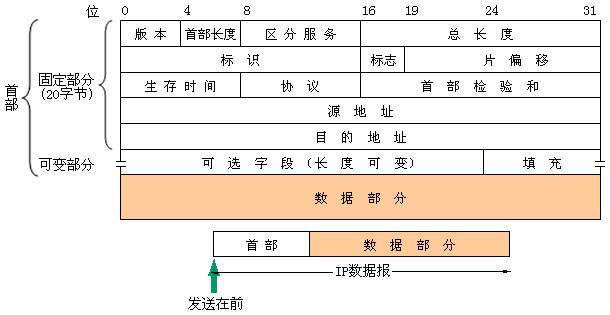 位 0 4 8 16 19 24 31
版 本 首部长度 区 分 服 务 总 长 度
标 识 标志 片 偏 移
生 存 时 间 协 议 首 部 检 验 和
源 地 址
目 的 地 址
可 选 字 段 (长 度 可 变) 填 充
数 据 部 分
首部
固定部分
(20字节)
可变部分
首 部 数 据 部 分
IP数据报
发送在前